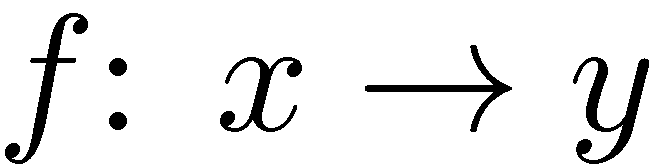 f: x → y